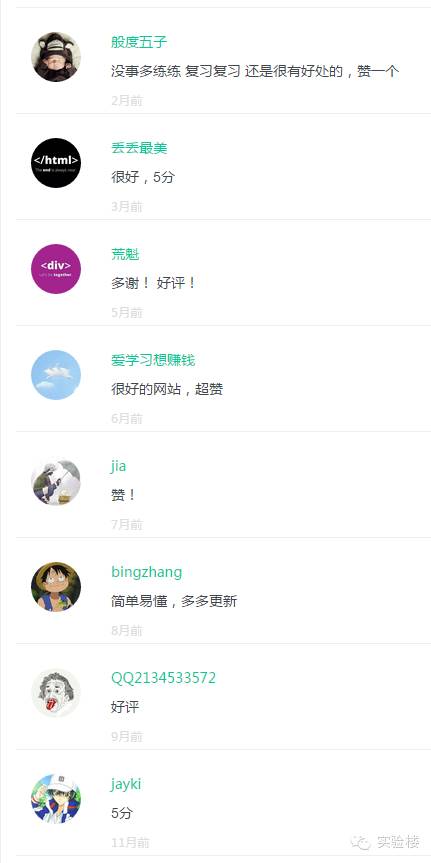 般度五子
没事多练练 复习复习 还是很有好处的，赞一个
2月前
</html>
The end is always near.
丢丢最美
很好，5分
3月前
<div>
Let's be together.
荒魁
多谢！ 好评！
5月前
爱学习想赚钱
很好的网站，超赞
6月前
jia
赞！
7月前
bingzhang
简单易懂，多多更新
8月前
QQ2134533572
好评
9月前
jayki
5分
11月前
实验楼